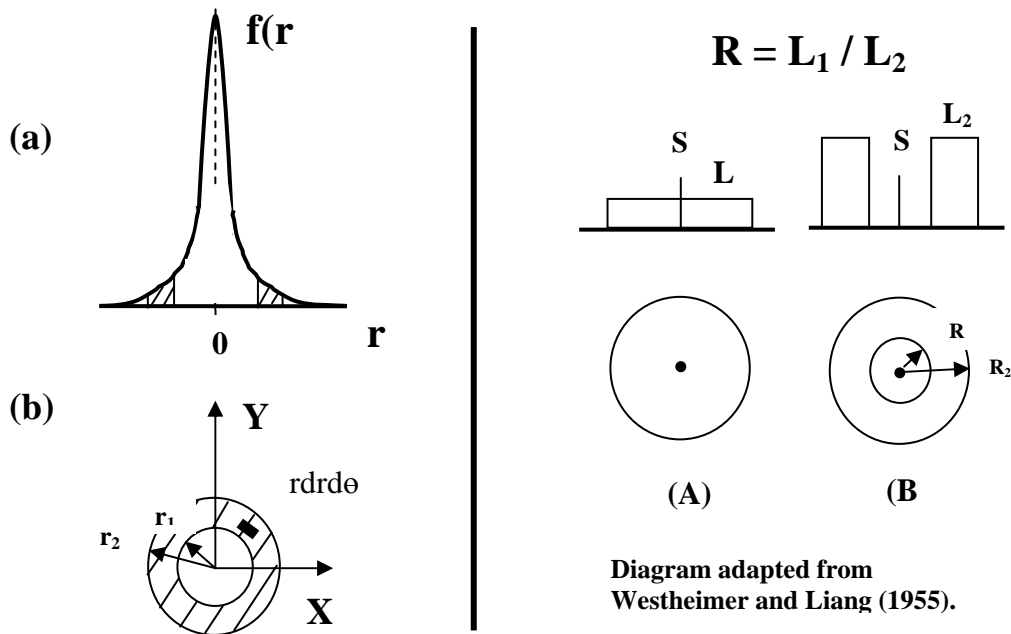 (a)
f(r
0
r
(b)
Y
rdrdθ
r₁
r₂
X
R = L₁ / L₂
S
L
S
L₂
R
R₂
(A)
(B
Diagram adapted from
Westheimer and Liang (1955).